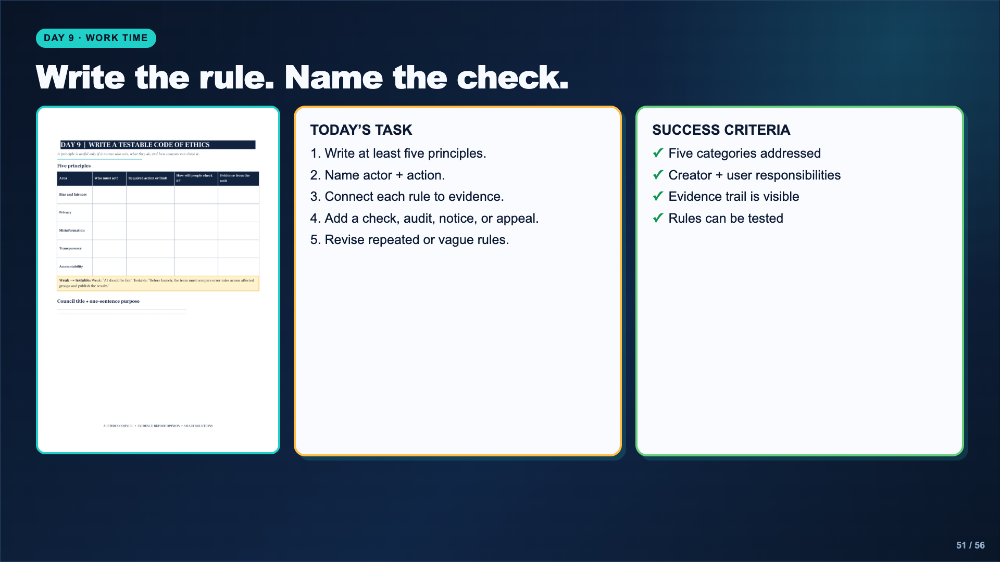 DAY 9 · WORK TIME
Write the rule. Name the check.
DAY 9 | WRITE A TESTABLE CODE OF ETHICS
A principle is useful only if it names who acts, what they do, and how someone can check it.
Five principles
Area
Who must act?
Required action or limit
How will people check it?
Evidence from the unit
Bias and fairness
Privacy
Misinformation
Transparency
Accountability
Weak → testable: Weak: "AI should be fair." Testable: "Before launch, the team must compare error rates across affected
groups and publish the results."
Council title + one-sentence purpose
AI ETHICS COUNCIL • EVIDENCE BEFORE OPINION • SMART SOLUTIONS
TODAY’S TASK
1. Write at least five principles.
2. Name actor + action.
3. Connect each rule to evidence.
4. Add a check, audit, notice, or appeal.
5. Revise repeated or vague rules.
SUCCESS CRITERIA
✓ Five categories addressed
✓ Creator + user responsibilities
✓ Evidence trail is visible
✓ Rules can be tested
51 / 56